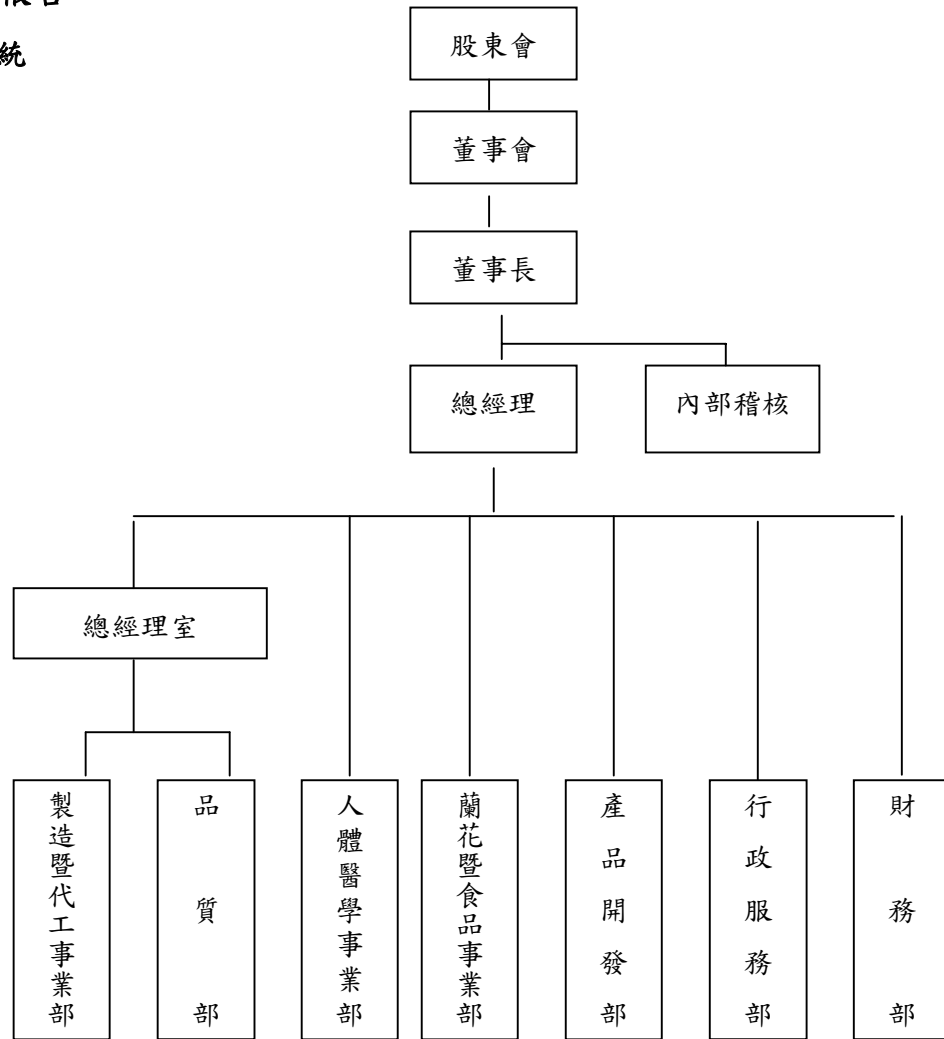 統
股東會
董事會
董事長
總經理
內部稽核
總經理室
製造暨代工事業部
品質部
人體醫學事業部
蘭花暨食品事業部
產品開發部
行政服務部
財務部